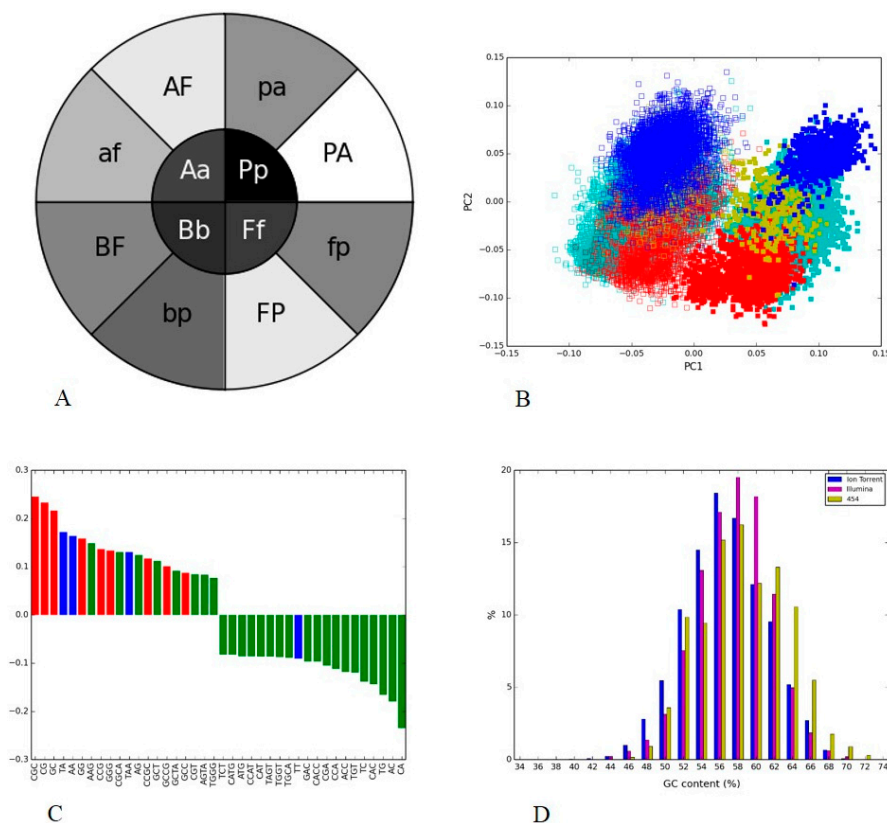 AF
pa
af
Aa
Pp
PA
BF
Bb
Ff
fp
bp
FP
A
0.15
0.10
0.05
0.00
−0.05
−0.10
−0.15
−0.15
−0.10
−0.05
0.00
0.05
0.10
0.15
PC2
PC1
B
0.3
0.2
0.1
0.0
−0.1
−0.2
−0.3
CGC
CG
GC
TA
AA
GG
AAG
CCG
GGG
CGCA
TAA
AG
CCGC
GCT
GCCG
GCTA
GCC
CGT
AGTA
TGGG
TCT
CATG
ATG
CCAT
CAT
TAGT
TGGT
TGCA
TT
GAC
CACC
CGA
CCA
ACC
TGT
TC
CAC
TG
AC
CA
C
20
15
10
5
0
%
Ion Torrent
Illumina
454
34 36 38 40 42 44 46 48 50 52 54 56 58 60 62 64 66 68 70 72 74
GC content (%)
D